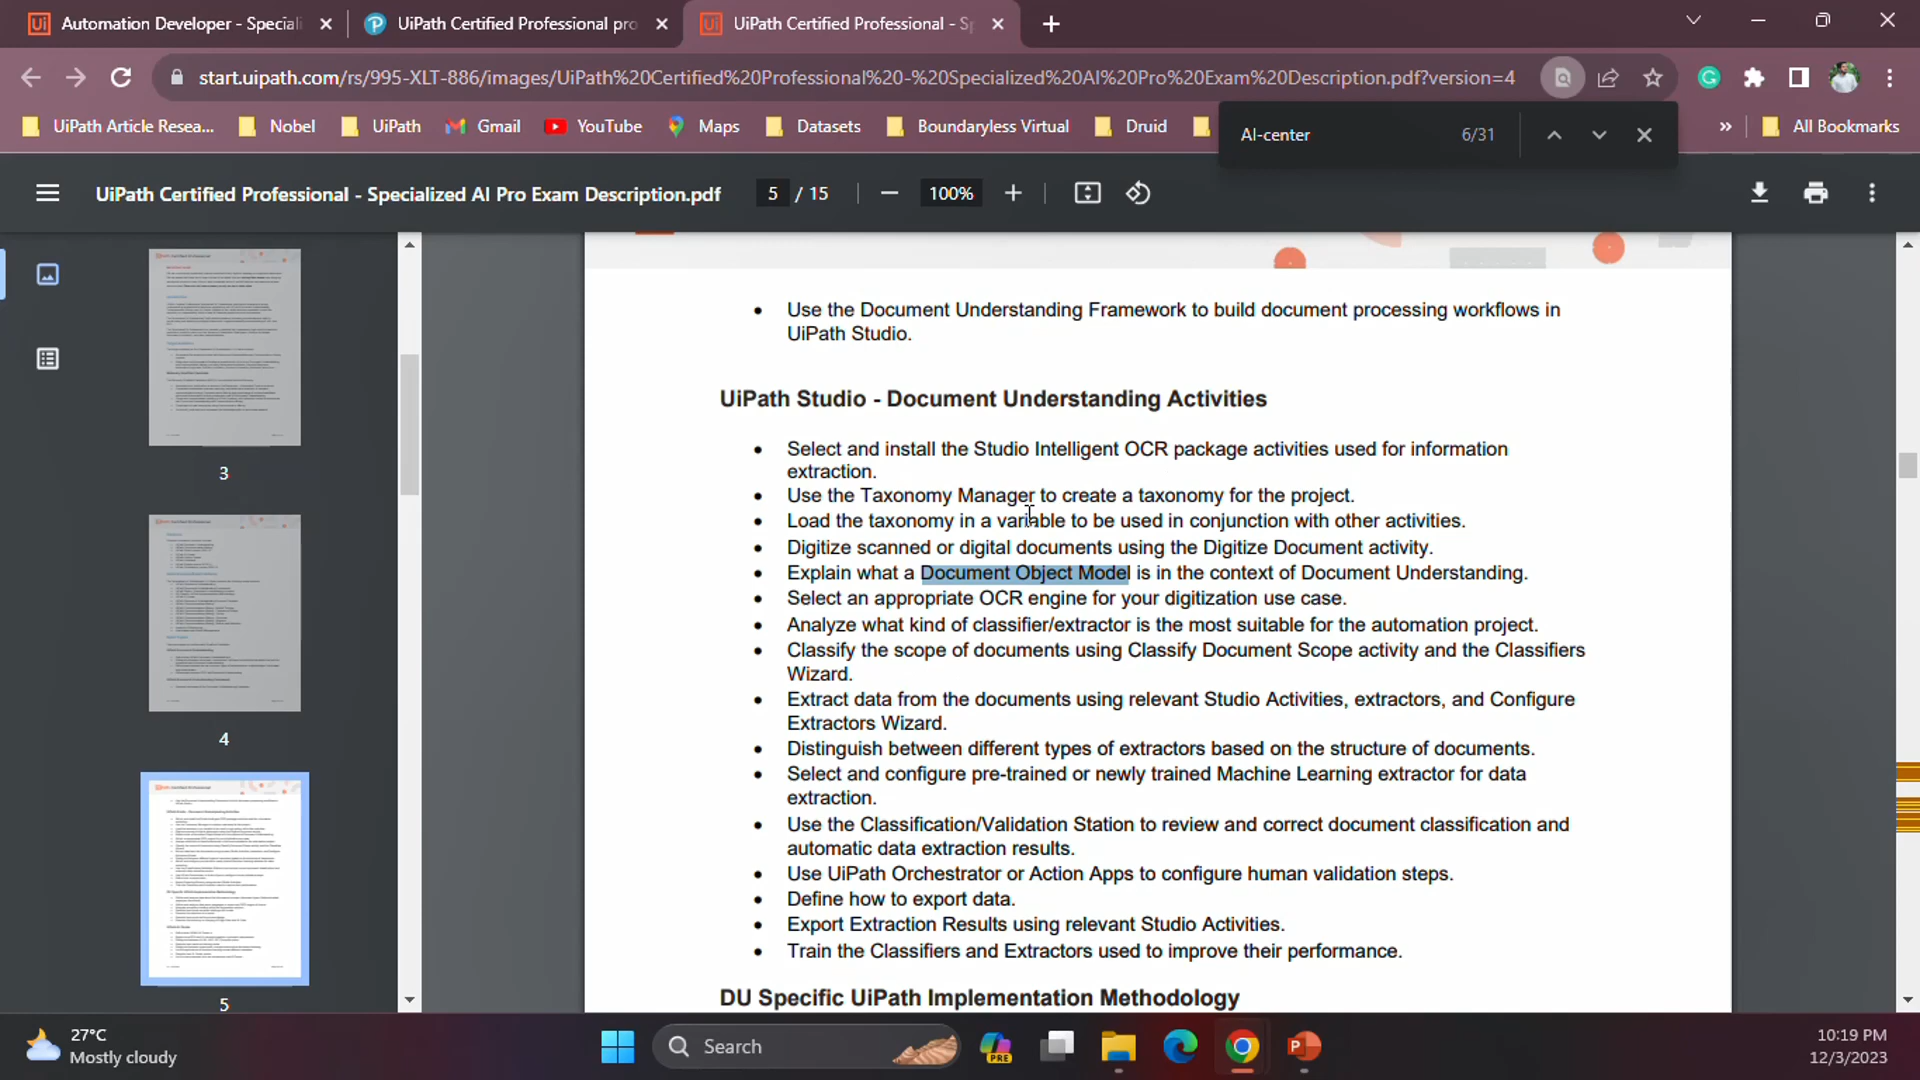 Automation Developer - Speciali
UiPath Certified Professional pro
UiPath Certified Professional - Sp
start.uipath.com/rs/995-XLT-886/images/UiPath%20Certified%20Professional%20-%20Specialized%20AI%20Pro%20Exam%20Description.pdf?version=4
UiPath Article Resea...
Nobel
UiPath
Gmail
YouTube
Maps
Datasets
Boundaryless Virtual
Druid
» All Bookmarks
AI-center 6/31
UiPath Certified Professional - Specialized AI Pro Exam Description.pdf
5 / 15
100%
3
4
5
• Use the Document Understanding Framework to build document processing workflows in
UiPath Studio.
UiPath Studio - Document Understanding Activities
• Select and install the Studio Intelligent OCR package activities used for information
extraction.
• Use the Taxonomy Manager to create a taxonomy for the project.
• Load the taxonomy in a variable to be used in conjunction with other activities.
• Digitize scanned or digital documents using the Digitize Document activity.
• Explain what a Document Object Model is in the context of Document Understanding.
• Select an appropriate OCR engine for your digitization use case.
• Analyze what kind of classifier/extractor is the most suitable for the automation project.
• Classify the scope of documents using Classify Document Scope activity and the Classifiers
Wizard.
• Extract data from the documents using relevant Studio Activities, extractors, and Configure
Extractors Wizard.
• Distinguish between different types of extractors based on the structure of documents.
• Select and configure pre-trained or newly trained Machine Learning extractor for data
extraction.
• Use the Classification/Validation Station to review and correct document classification and
automatic data extraction results.
• Use UiPath Orchestrator or Action Apps to configure human validation steps.
• Define how to export data.
• Export Extraction Results using relevant Studio Activities.
• Train the Classifiers and Extractors used to improve their performance.
DU Specific UiPath Implementation Methodology
27°C
Mostly cloudy
Search
PRE
10:19 PM
12/3/2023